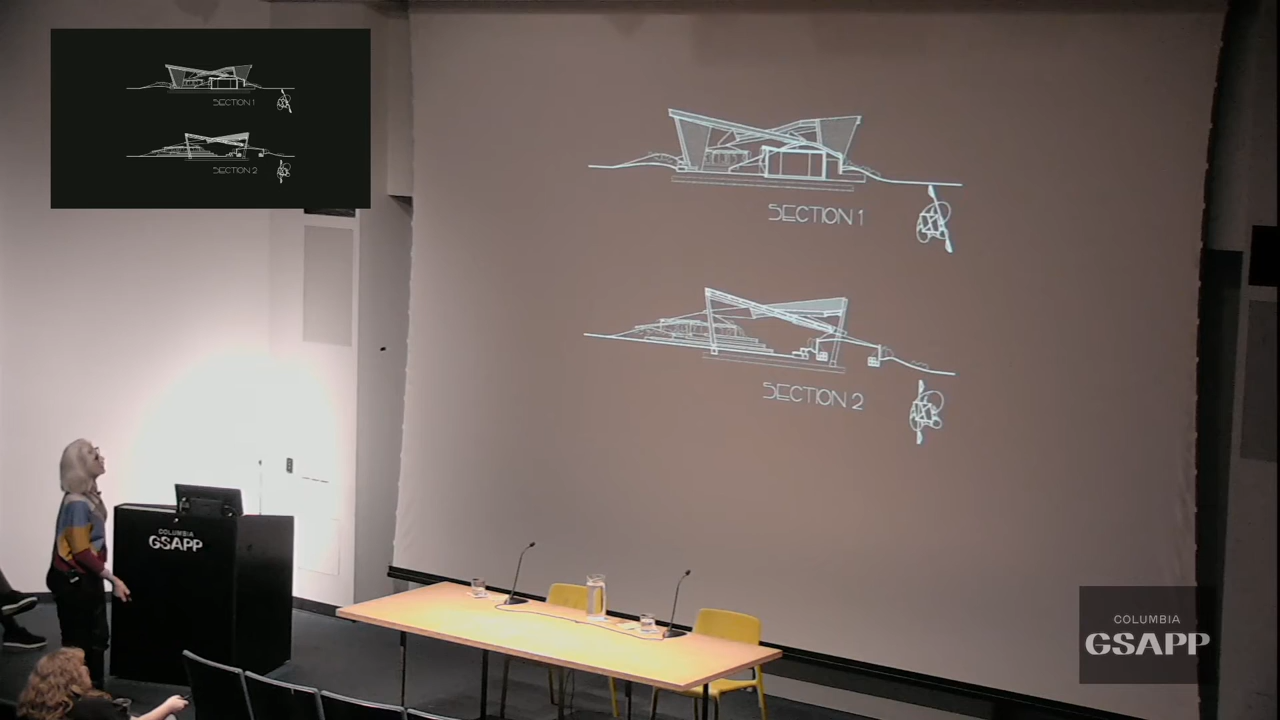 SECTION 1
SECTION 2
SECTION 1
SECTION 2
COLUMBIA
GSAPP
COLUMBIA
GSAPP